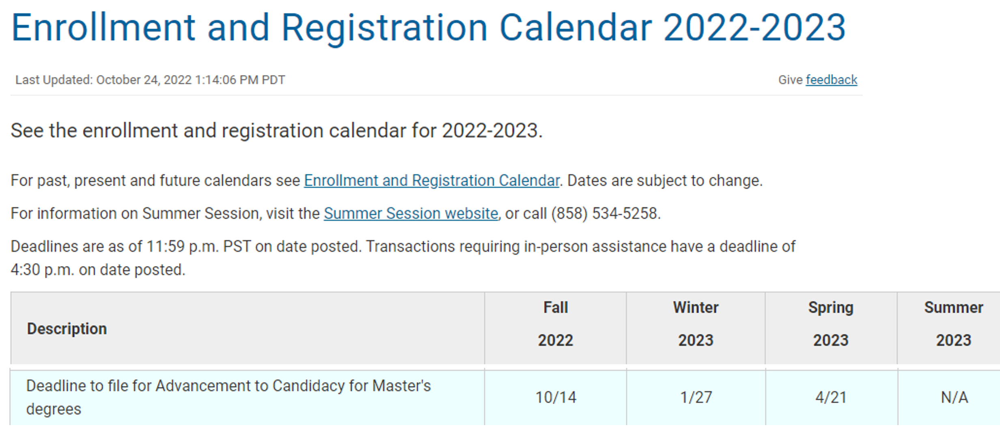 Enrollment and Registration Calendar 2022-2023
Last Updated: October 24, 2022 1:14:06 PM PDT Give feedback
See the enrollment and registration calendar for 2022-2023.
For past, present and future calendars see Enrollment and Registration Calendar. Dates are subject to change.
For information on Summer Session, visit the Summer Session website, or call (858) 534-5258.
Deadlines are as of 11:59 p.m. PST on date posted. Transactions requiring in-person assistance have a deadline of
4:30 p.m. on date posted.
Description
Fall
2022
Winter
2023
Spring
2023
Summer
2023
Deadline to file for Advancement to Candidacy for Master's
degrees
10/14
1/27
4/21
N/A